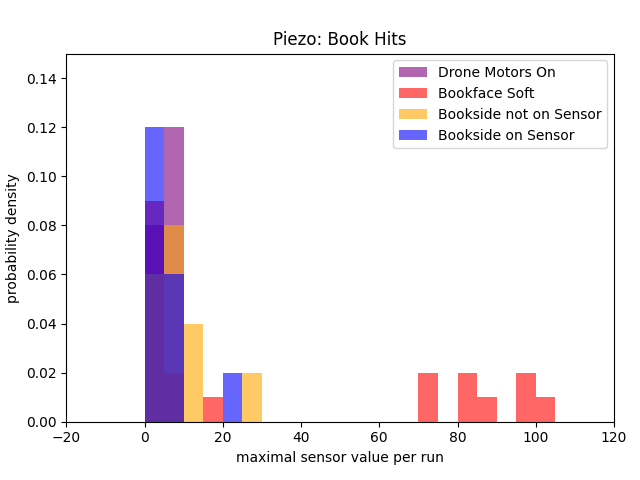 Piezo: Book Hits
probability density
0.14
0.12
0.10
0.08
0.06
0.04
0.02
0.00
Drone Motors On
Bookface Soft
Bookside not on Sensor
Bookside on Sensor
−20
0
20
40
60
80
100
120
maximal sensor value per run